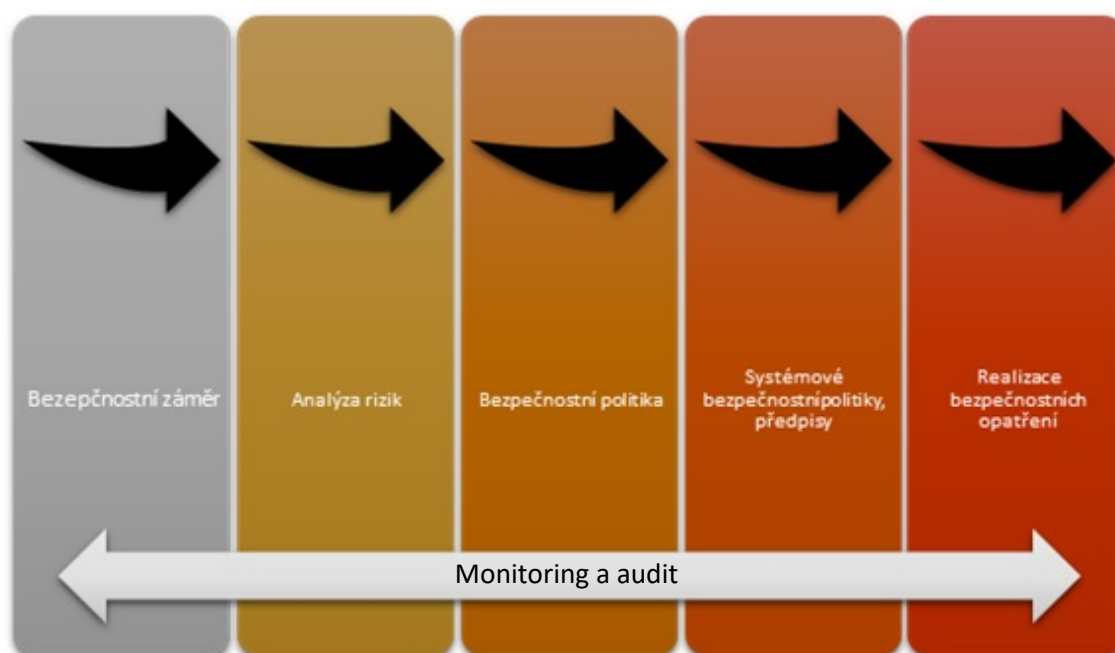 Bezepčnostní záměr
Analýza rizik
Bezpečnostní politika
Systémové
bezpečnostnípolitiky,
předpisy
Realizace
bezpečnostních
opatření
Monitoring a audit